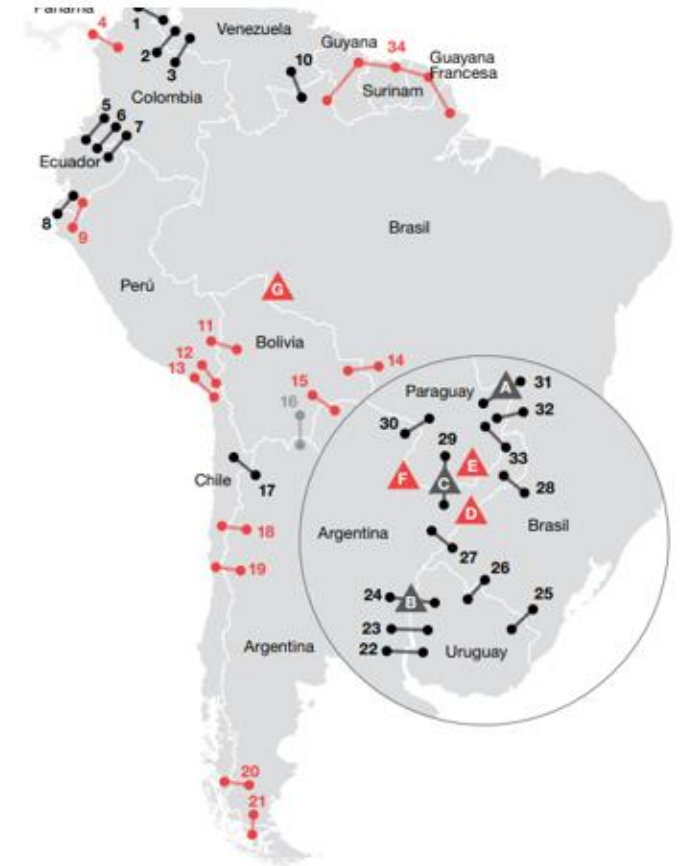 Panamá
4
1
2
3
Venezuela
10
Guyana
34
Guayana
Francesa
Surinam
Colombia
5
6
7
Ecuador
8
9
Brasil
Perú
G
11
Bolivia
12
13
14
15
16
Chile
17
18
19
Argentina
20
21
Paraguay
A
31
32
30
29
33
E
F
C
28
D
Argentina
Brasil
27
26
24
B
25
23
22
Uruguay